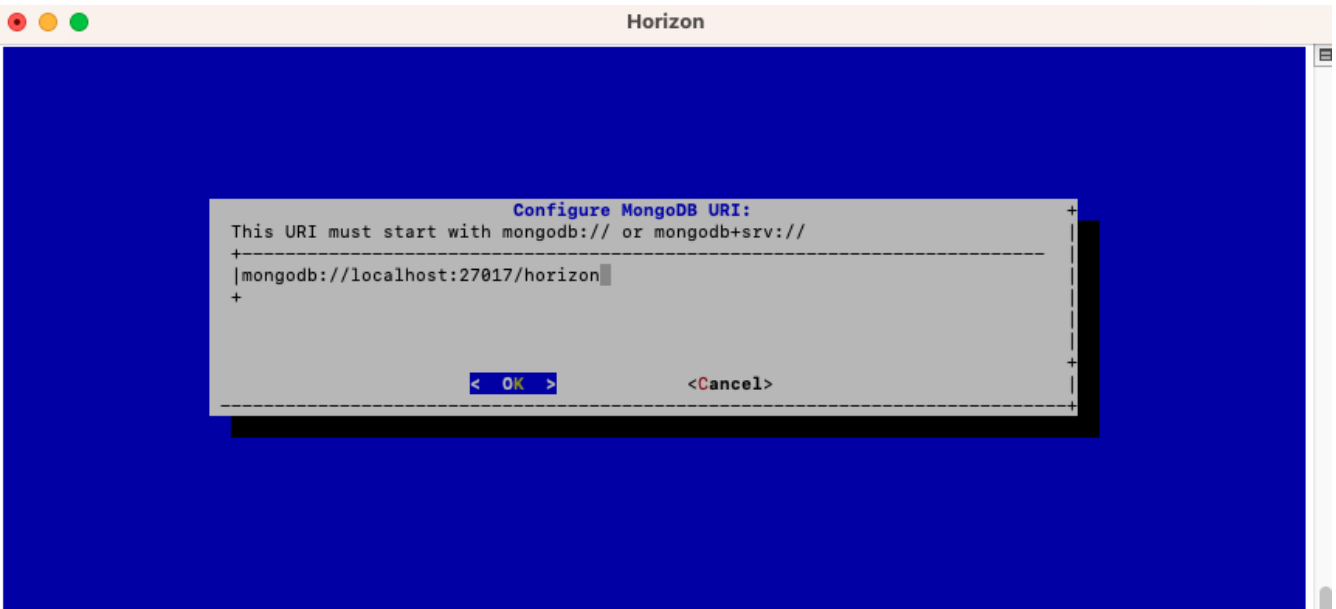 Horizon
Configure MongoDB URI:
This URI must start with mongodb:// or mongodb+srv://
mongodb://localhost:27017/horizon
< OK > <Cancel>